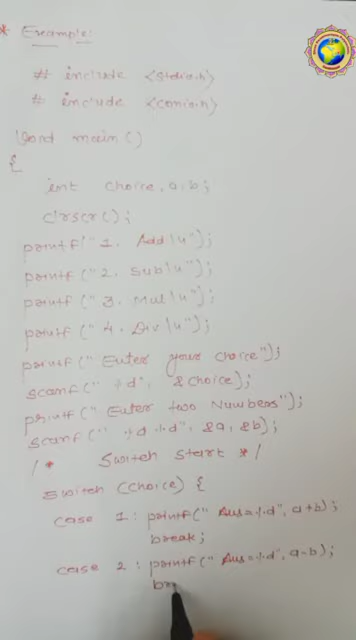 * Example:
# include <stdio.h>
# include <conio.h>
Void main()
{
int choice, a, b;
clrscr();
printf("1. Add\n");
printf("2. Sub\n");
printf("3. Mul\n");
printf("4. Div\n");
printf("Enter your choice");
scanf("%d", &choice);
printf("Enter two Numbers");
scanf("%d%d", &a, &b);
/* Switch start */
switch (choice) {
case 1: printf("Ans=%d", a+b);
break;
case 2: printf("Ans=%d", a-b);
br